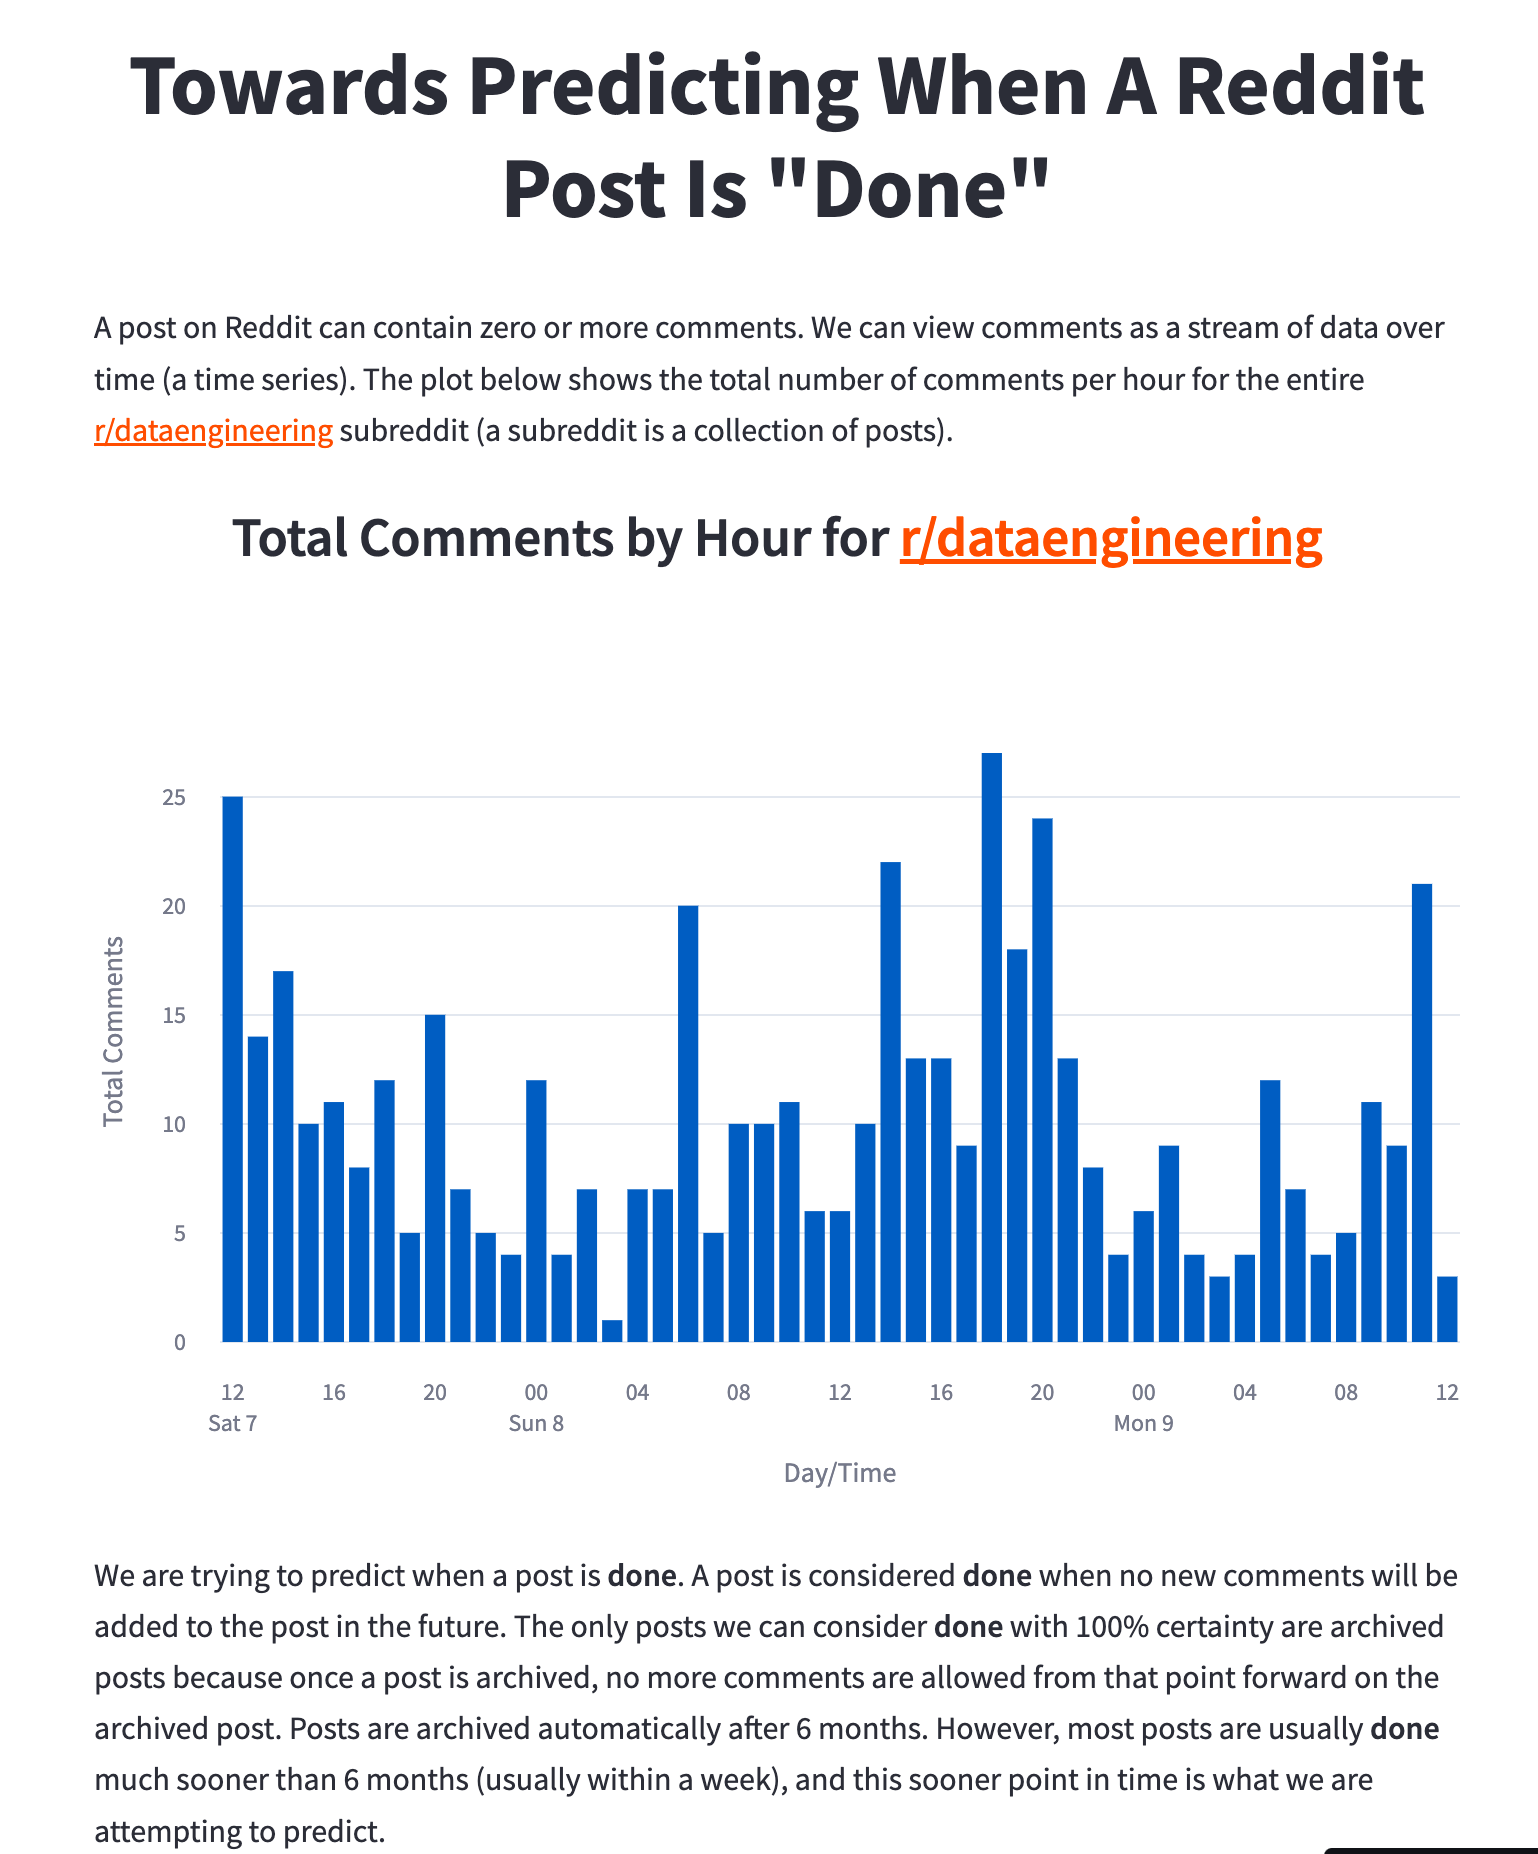 Towards Predicting When A Reddit
Post Is "Done"
A post on Reddit can contain zero or more comments. We can view comments as a stream of data over
time (a time series). The plot below shows the total number of comments per hour for the entire
r/dataengineering subreddit (a subreddit is a collection of posts).
Total Comments by Hour for r/dataengineering
25
20
15
10
5
0
Total Comments
12 16 20 00 04 08 12 16 20 00 04 08 12
Sat 7 Sun 8 Mon 9
Day/Time
We are trying to predict when a post is done. A post is considered done when no new comments will be
added to the post in the future. The only posts we can consider done with 100% certainty are archived
posts because once a post is archived, no more comments are allowed from that point forward on the
archived post. Posts are archived automatically after 6 months. However, most posts are usually done
much sooner than 6 months (usually within a week), and this sooner point in time is what we are
attempting to predict.